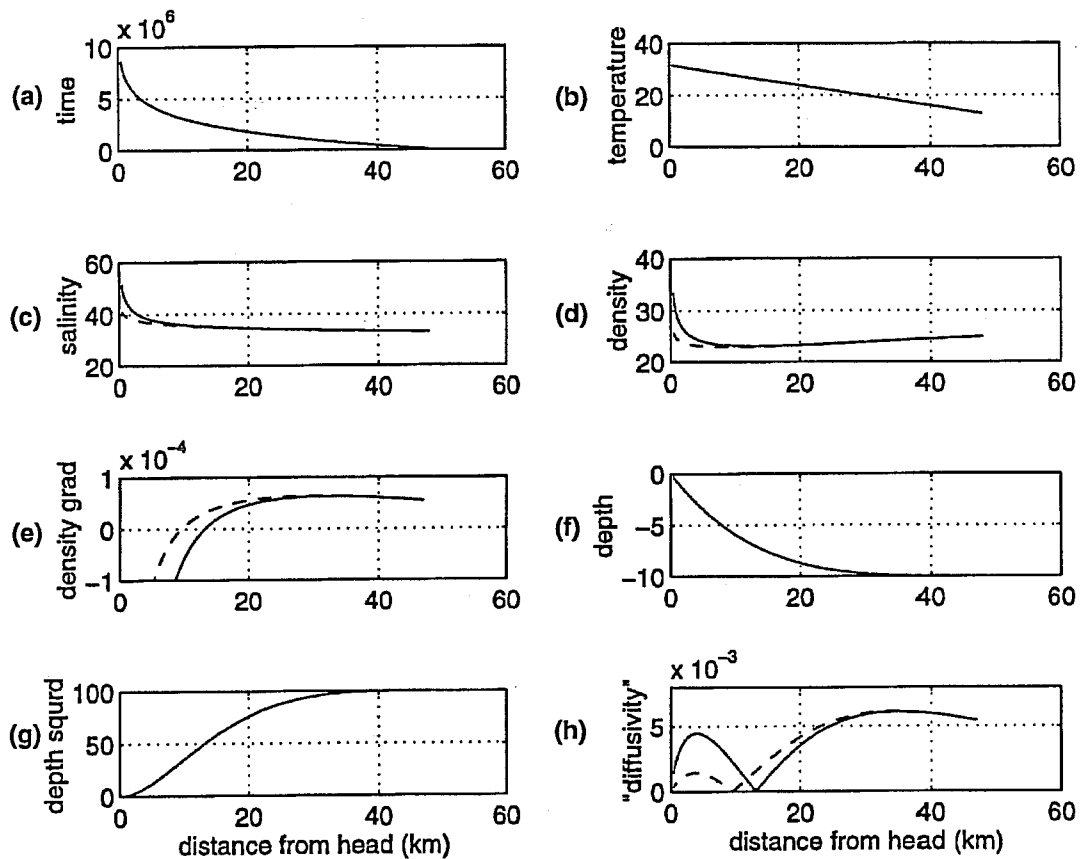 x 10⁶
(a)
time
10
5
0
0 20 40 60
(b)
temperature
40
20
0
0 20 40 60
(c)
salinity
60
40
20
0 20 40 60
(d)
density
40
30
20
0 20 40 60
x 10⁻⁴
(e)
density grad
1
0
−1
0 20 40 60
(f)
depth
0
−5
−10
0 20 40 60
(g)
depth squrd
100
50
0
0 20 40 60
distance from head (km)
x 10⁻³
(h)
"diffusivity"
5
0
0 20 40 60
distance from head (km)